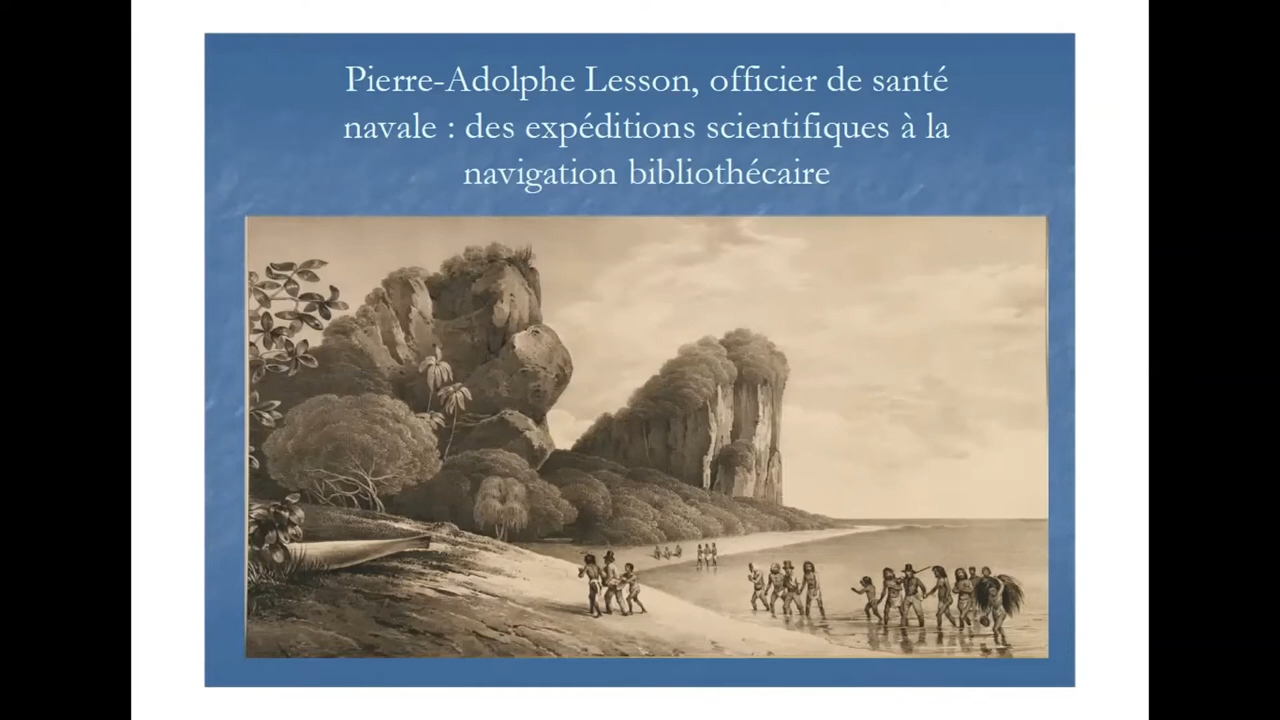 Pierre-Adolphe Lesson, officier de santé
navale : des expéditions scientifiques à la
navigation bibliothécaire